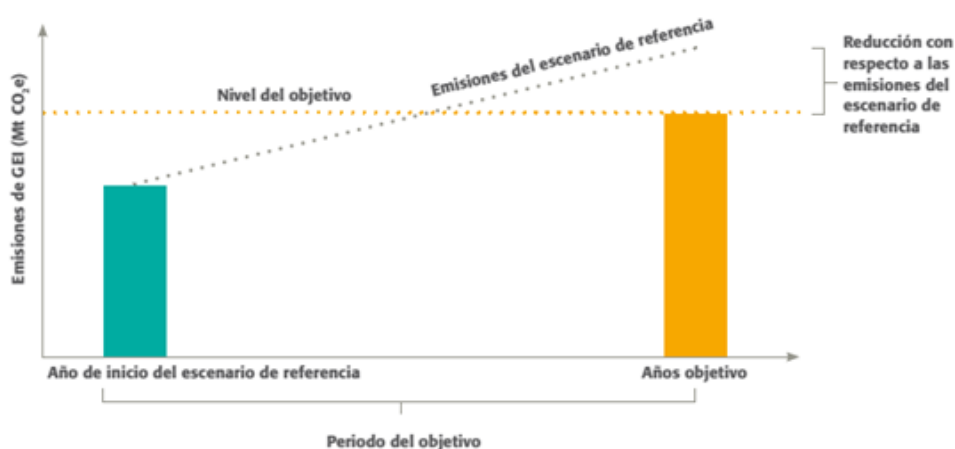 Emisiones de GEI (Mt CO₂e)
Nivel del objetivo
Emisiones del escenario de referencia
Reducción con
respecto a las
emisiones del
escenario de
referencia
Año de inicio del escenario de referencia
Años objetivo
Periodo del objetivo